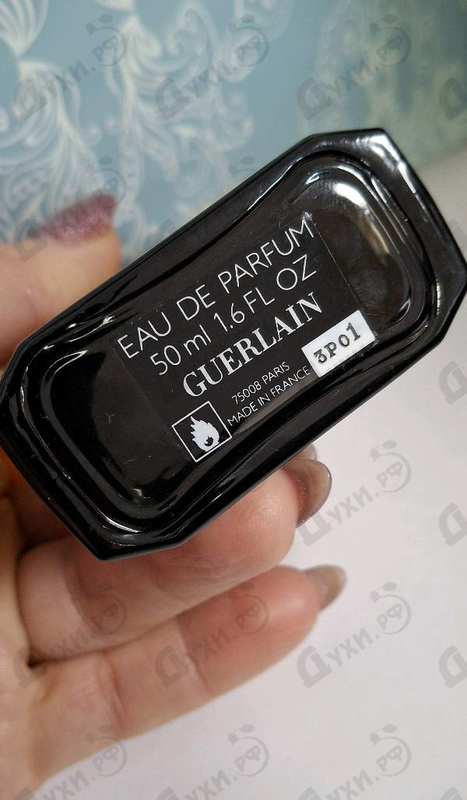 EAU DE PARFUM
50 ml 1.6 FL OZ
GUERLAIN
75008 PARIS
MADE IN FRANCE
3P01
Духи.РФ